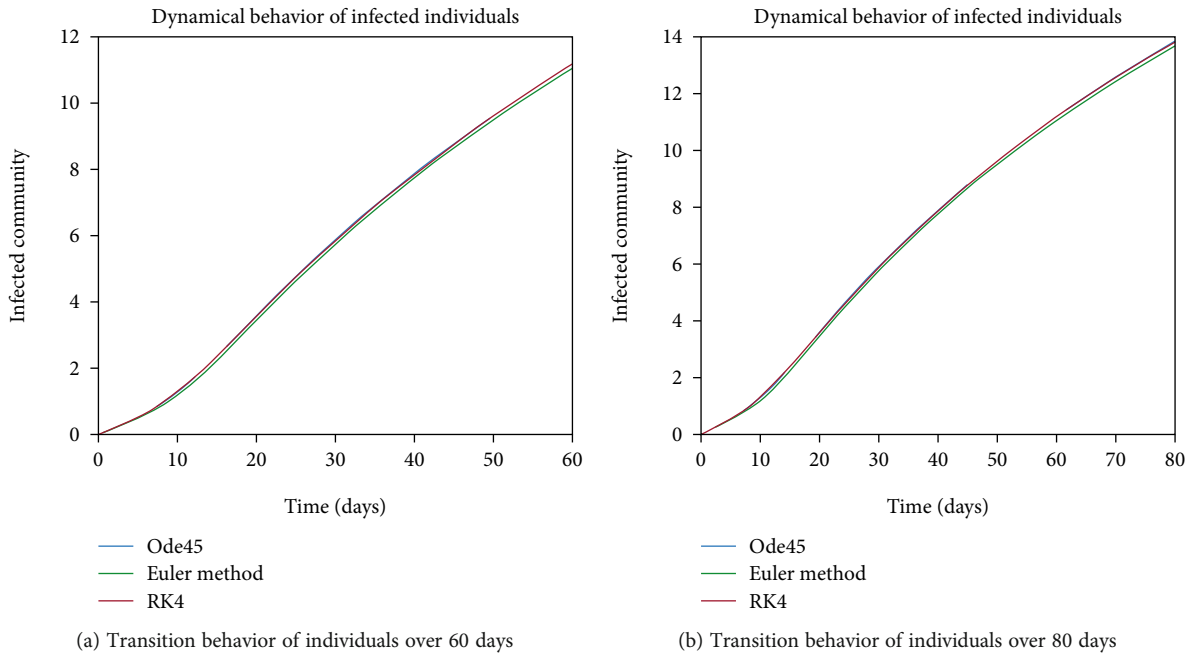 Dynamical behavior of infected individuals
12
10
8
6
4
2
0
Infected community
0 10 20 30 40 50 60
Time (days)
Ode45
Euler method
RK4
(a) Transition behavior of individuals over 60 days
Dynamical behavior of infected individuals
14
12
10
8
6
4
2
0
Infected community
0 10 20 30 40 50 60 70 80
Time (days)
Ode45
Euler method
RK4
(b) Transition behavior of individuals over 80 days